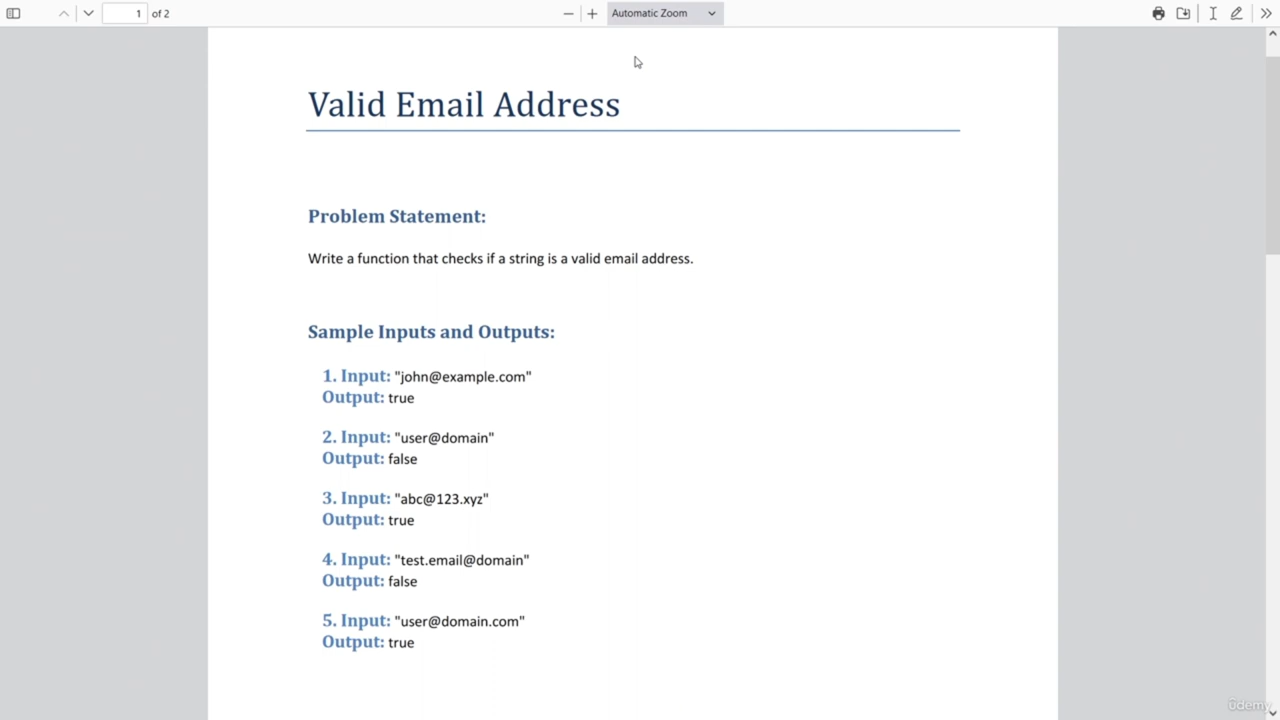 1 of 2
Automatic Zoom
Valid Email Address
Problem Statement:
Write a function that checks if a string is a valid email address.
Sample Inputs and Outputs:
1. Input: "john@example.com"
Output: true
2. Input: "user@domain"
Output: false
3. Input: "abc@123.xyz"
Output: true
4. Input: "test.email@domain"
Output: false
5. Input: "user@domain.com"
Output: true
ûdemy